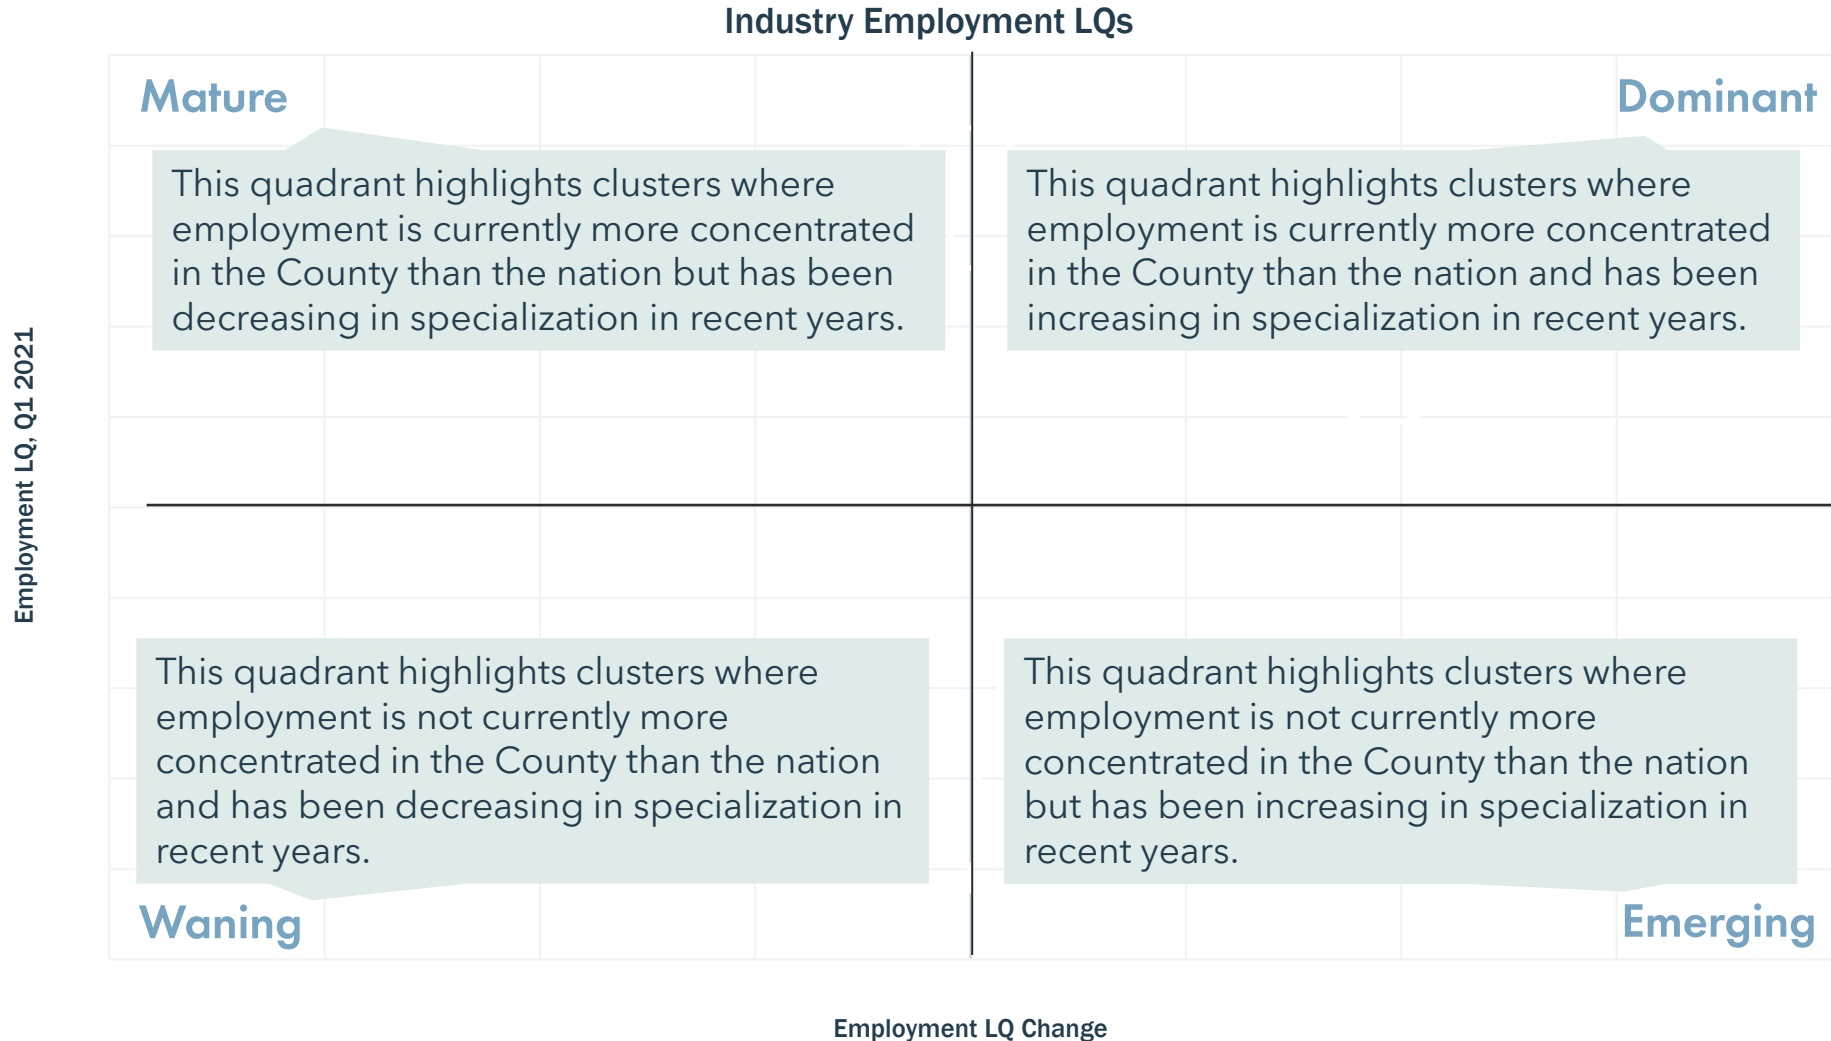 Industry Employment LQs
Mature
Dominant
This quadrant highlights clusters where
employment is currently more concentrated
in the County than the nation but has been
decreasing in specialization in recent years.
This quadrant highlights clusters where
employment is currently more concentrated
in the County than the nation and has been
increasing in specialization in recent years.
Employment LQ, Q1 2021
This quadrant highlights clusters where
employment is not currently more
concentrated in the County than the nation
and has been decreasing in specialization in
recent years.
This quadrant highlights clusters where
employment is not currently more
concentrated in the County than the nation
but has been increasing in specialization in
recent years.
Waning
Emerging
Employment LQ Change